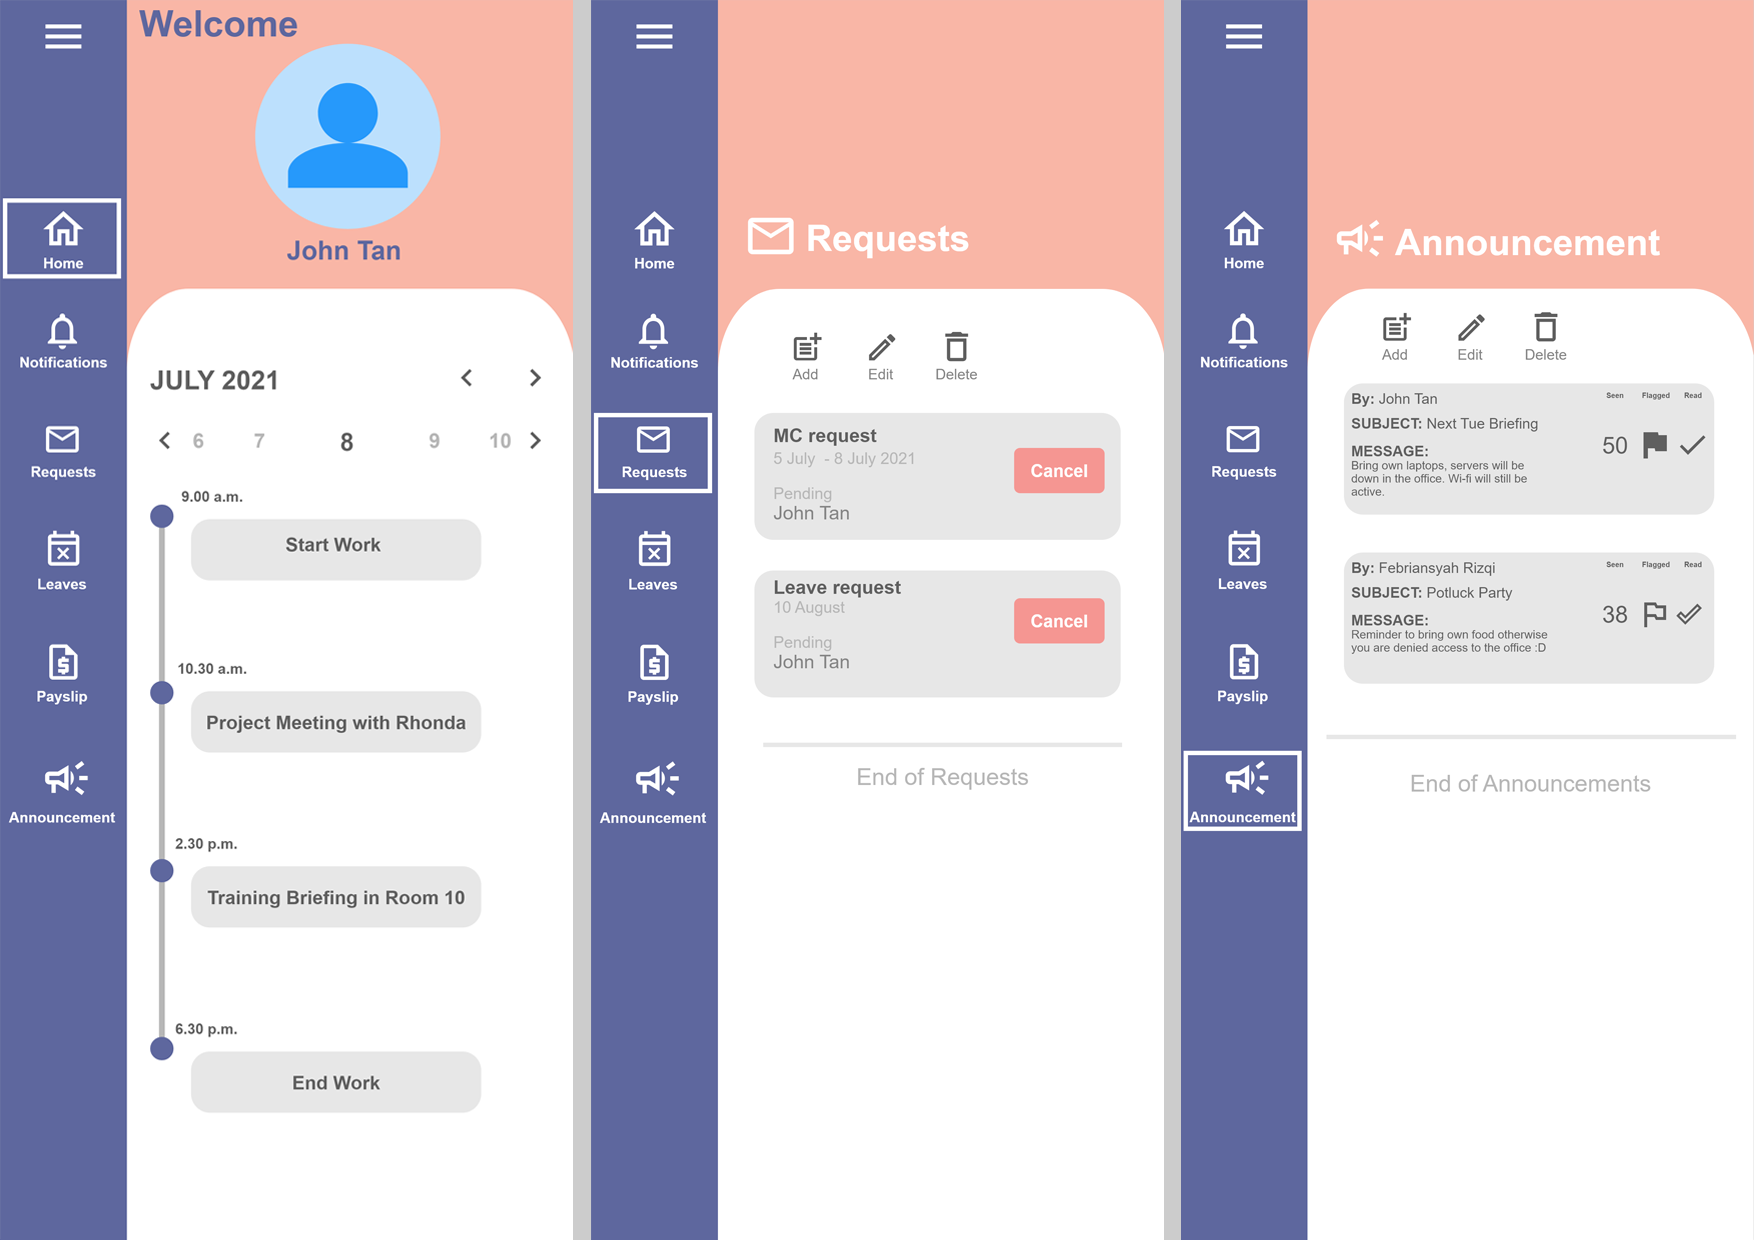 Welcome
John Tan
Home
Notifications
Requests
Leaves
Payslip
Announcement
JULY 2021
6 7 8 9 10
9.00 a.m.
Start Work
10.30 a.m.
Project Meeting with Rhonda
2.30 p.m.
Training Briefing in Room 10
6.30 p.m.
End Work
Home
Notifications
Requests
Leaves
Payslip
Announcement
Requests
Add Edit Delete
MC request
5 July - 8 July 2021
Pending
John Tan
Cancel
Leave request
10 August
Pending
John Tan
Cancel
End of Requests
Home
Notifications
Requests
Leaves
Payslip
Announcement
Announcement
Add Edit Delete
By: John Tan
Seen Flagged Read
SUBJECT: Next Tue Briefing
50
MESSAGE:
Bring own laptops, servers will be
down in the office. Wi-fi will still be
active.
By: Febriansyah Rizqi
Seen Flagged Read
SUBJECT: Potluck Party
38
MESSAGE:
Reminder to bring own food otherwise
you are denied access to the office :D
End of Announcements